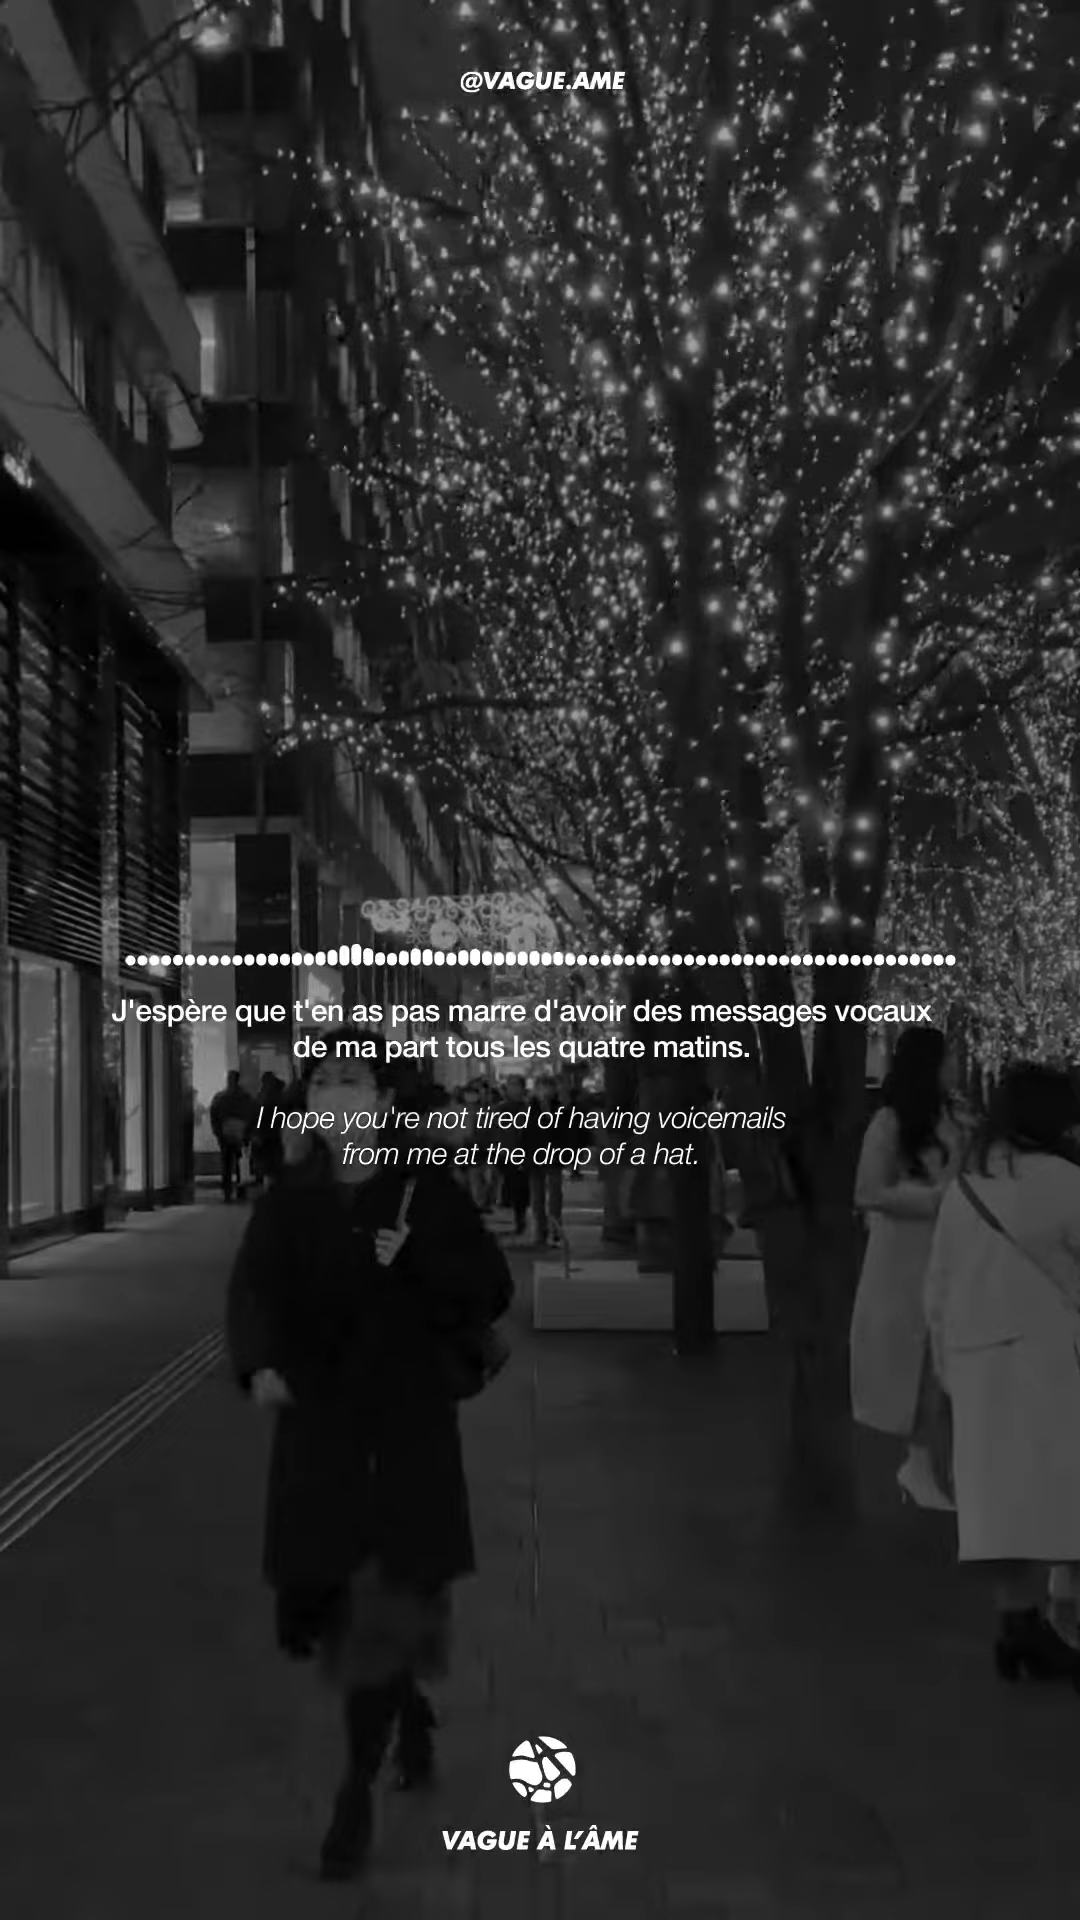 @VAGUE.AME
J'espère que t'en as pas marre d'avoir des messages vocaux
de ma part tous les quatre matins.
I hope you're not tired of having voicemails
from me at the drop of a hat.
VAGUE À L'ÂME